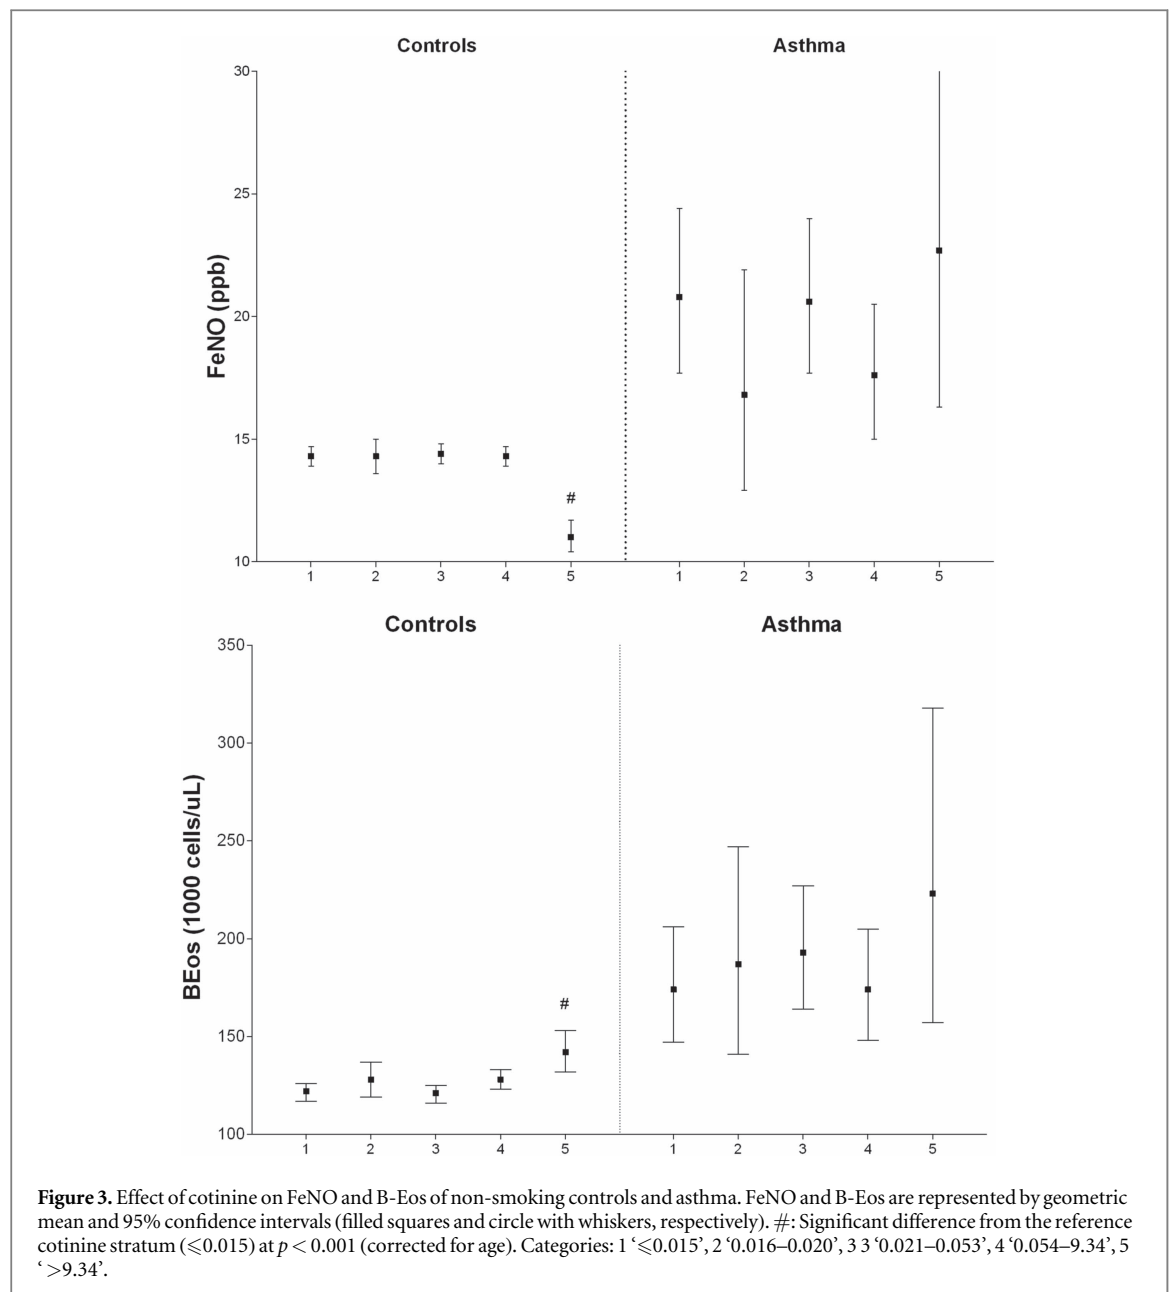 Controls Asthma
30
25
20
15
10
FeNO (ppb)
#
1 2 3 4 5 1 2 3 4 5
Controls Asthma
350
300
250
200
150
100
BEos (1000 cells/uL)
#
1 2 3 4 5 1 2 3 4 5
Figure 3. Effect of cotinine on FeNO and B-Eos of non-smoking controls and asthma. FeNO and B-Eos are represented by geometric
mean and 95% confidence intervals (filled squares and circle with whiskers, respectively). #: Significant difference from the reference
cotinine stratum (⩽0.015) at p < 0.001 (corrected for age). Categories: 1 ‘⩽0.015’, 2 ‘0.016–0.020’, 3 3 ‘0.021–0.053’, 4 ‘0.054–9.34’, 5
‘ >9.34’.